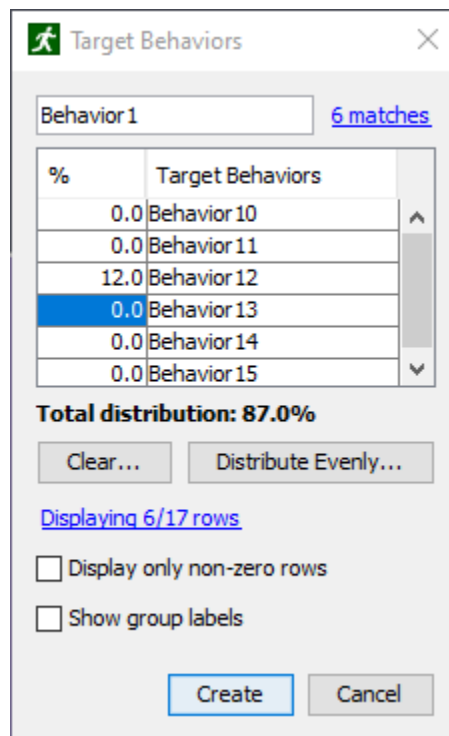 Target Behaviors
Behavior1 6 matches
% Target Behaviors
0.0 Behavior10
0.0 Behavior11
12.0 Behavior12
0.0 Behavior13
0.0 Behavior14
0.0 Behavior15
Total distribution: 87.0%
Clear... Distribute Evenly...
Displaying 6/17 rows
Display only non-zero rows
Show group labels
Create Cancel